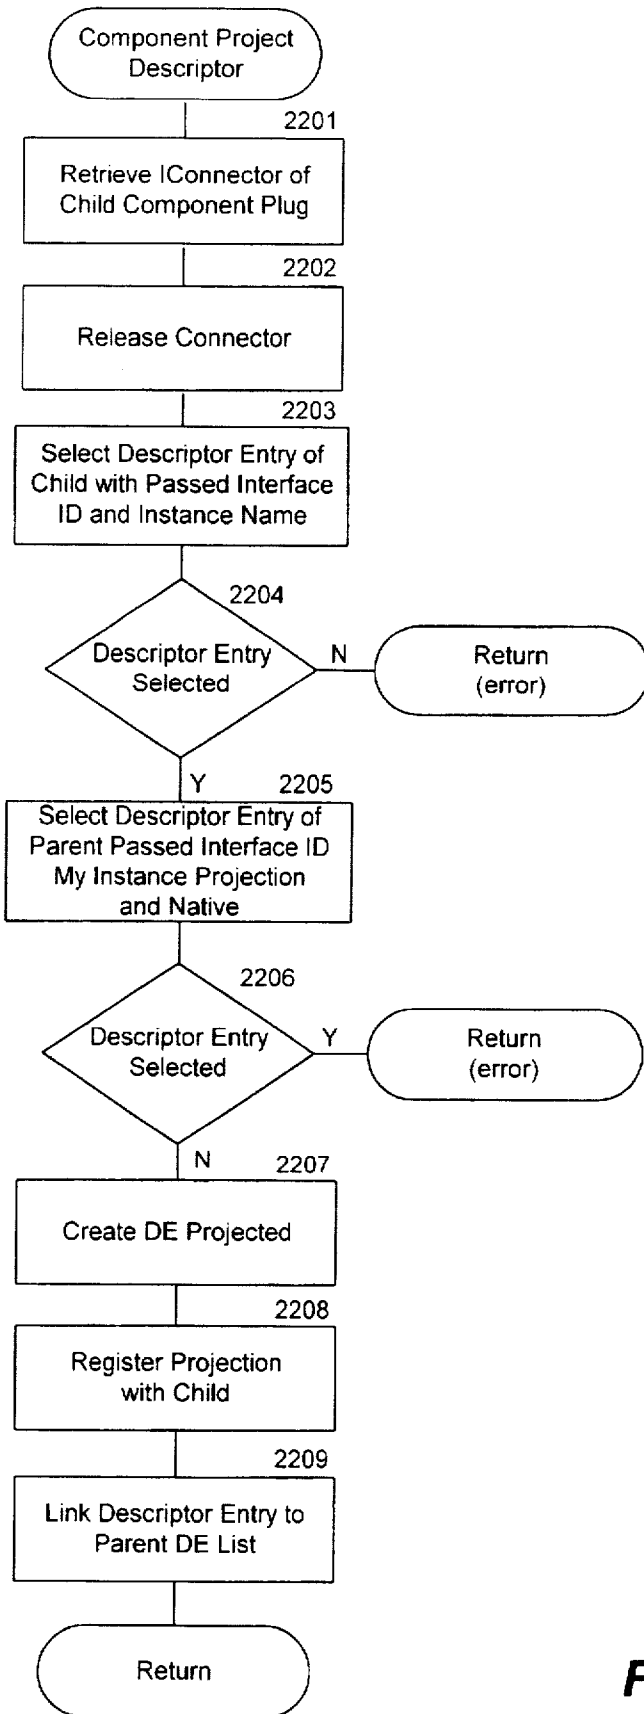 Component Project
Descriptor
2201
Retrieve IConnector of
Child Component Plug
2202
Release Connector
2203
Select Descriptor Entry of
Child with Passed Interface
ID and Instance Name
2204
Descriptor Entry
Selected
N
Return
(error)
Y
2205
Select Descriptor Entry of
Parent Passed Interface ID
My Instance Projection
and Native
2206
Descriptor Entry
Selected
Y
Return
(error)
N
2207
Create DE Projected
2208
Register Projection
with Child
2209
Link Descriptor Entry to
Parent DE List
Return
F